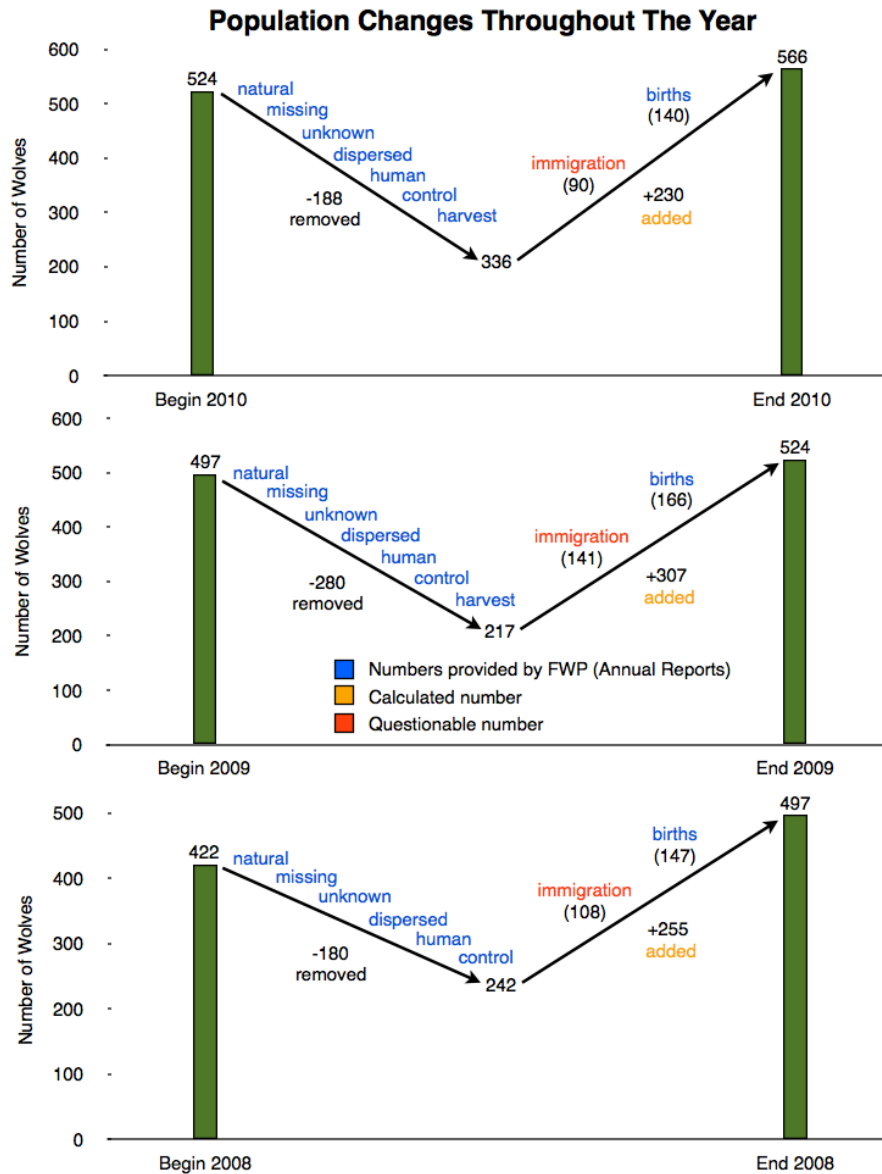 Population Changes Throughout The Year
Number of Wolves
600
500
400
300
200
100
0
524
natural
missing
unknown
dispersed
human
control
harvest
-188
removed
336
immigration
(90)
births
(140)
+230
added
566
Begin 2010
End 2010
Number of Wolves
600
500
400
300
200
100
0
497
natural
missing
unknown
dispersed
human
control
harvest
-280
removed
217
immigration
(141)
births
(166)
+307
added
524
Numbers provided by FWP (Annual Reports)
Calculated number
Questionable number
Begin 2009
End 2009
Number of Wolves
500
400
300
200
100
0
422
natural
missing
unknown
dispersed
human
control
-180
removed
242
immigration
(108)
births
(147)
+255
added
497
Begin 2008
End 2008